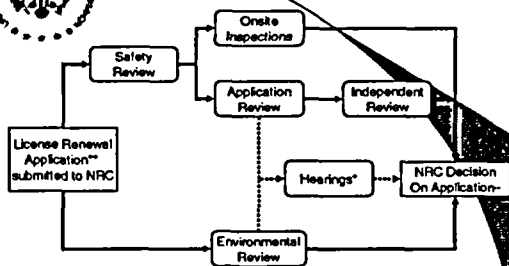 Onsite
Inspections
Safety
Review
Application
Review
Independent
Review
License Renewal
Application**
submitted to NRC
Hearings*
NRC Decision
On Application
Environmental
Review